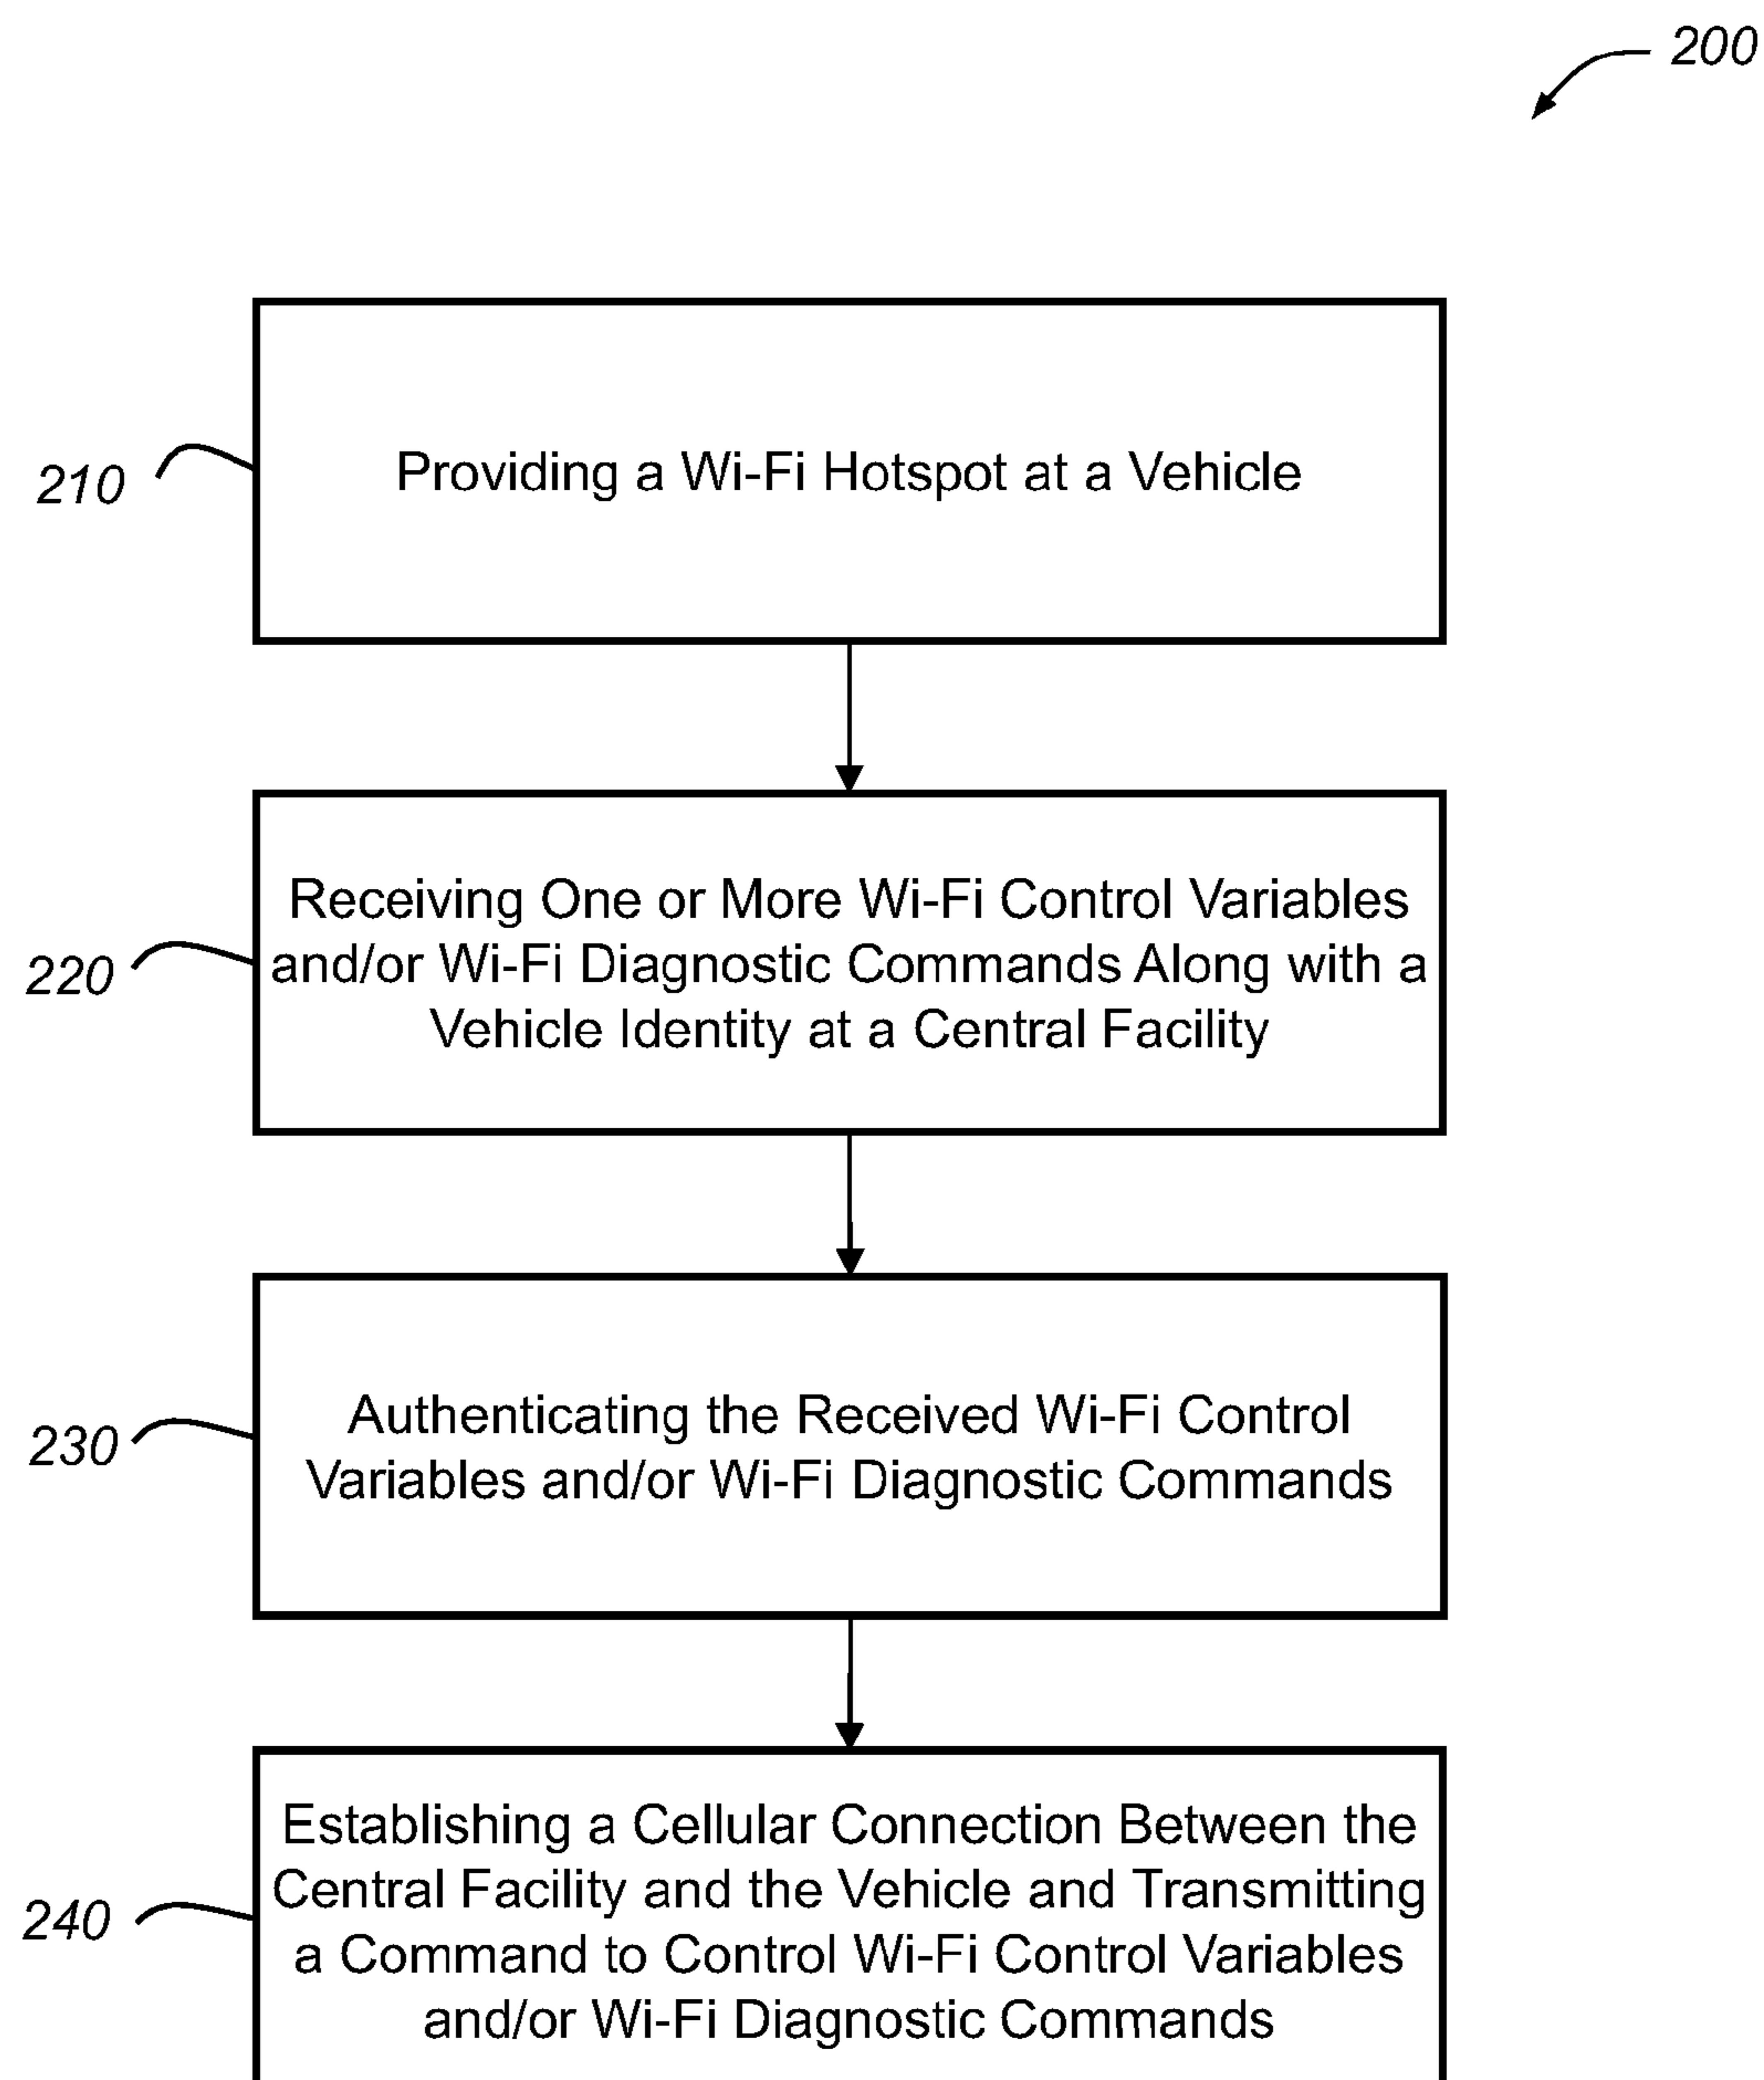 200
210
Providing a Wi-Fi Hotspot at a Vehicle
220
Receiving One or More Wi-Fi Control Variables
and/or Wi-Fi Diagnostic Commands Along with a
Vehicle Identity at a Central Facility
230
Authenticating the Received Wi-Fi Control
Variables and/or Wi-Fi Diagnostic Commands
240
Establishing a Cellular Connection Between the
Central Facility and the Vehicle and Transmitting
a Command to Control Wi-Fi Control Variables
and/or Wi-Fi Diagnostic Commands